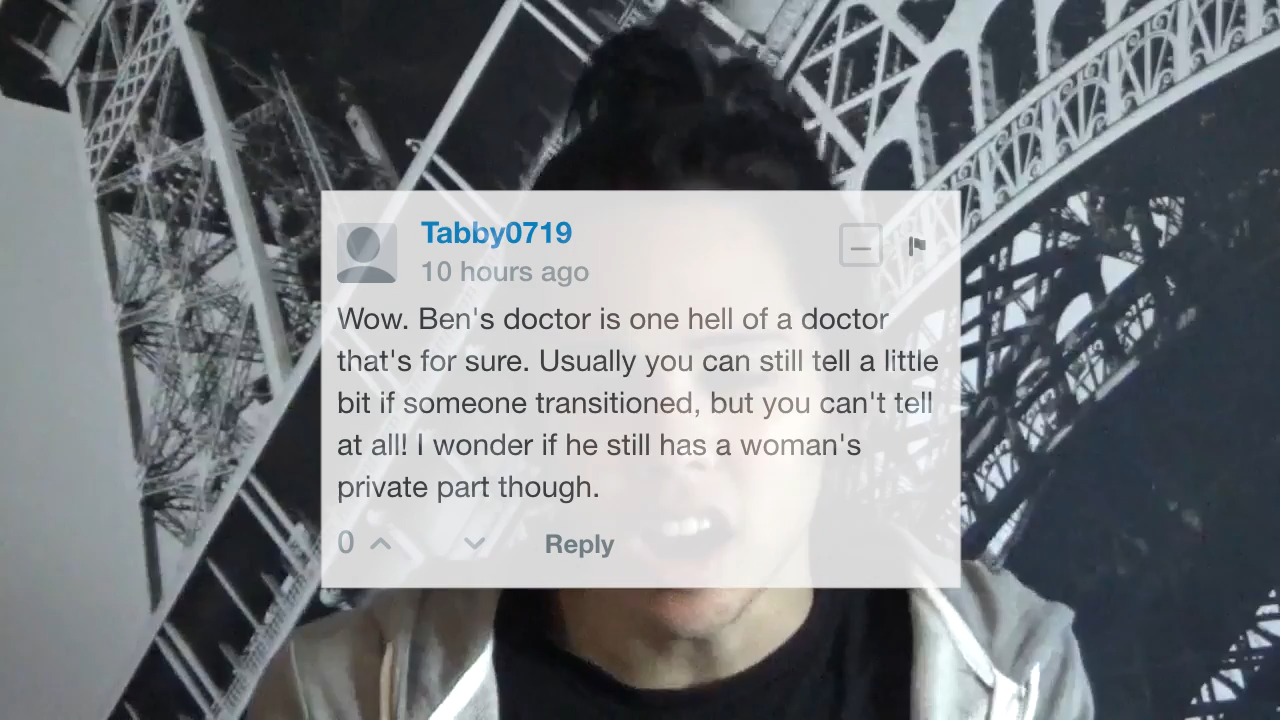 Tabby0719
10 hours ago
Wow. Ben's doctor is one hell of a doctor
that's for sure. Usually you can still tell a little
bit if someone transitioned, but you can't tell
at all! I wonder if he still has a woman's
private part though.
0 Reply